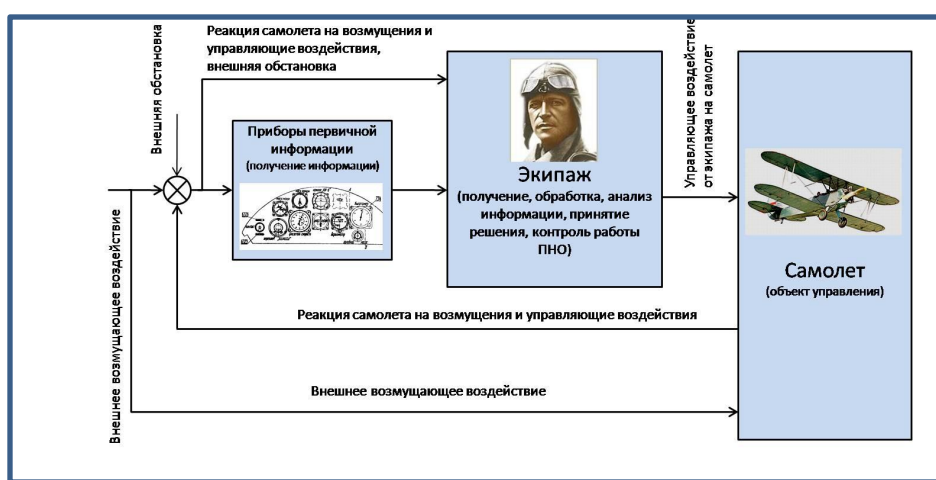 Реакция самолета на возмущения и
управляющие воздействия,
внешняя обстановка
Внешняя обстановка
Приборы первичной
информации
(получение информации)
Экипаж
(получение, обработка, анализ
информации, принятие
решения, контроль работы
ПНО)
Управляющее воздействие
от экипажа на самолет
Самолет
(объект управления)
Реакция самолета на возмущения и управляющие воздействия
Внешнее возмущающее воздействие
Внешнее возмущающее воздействие